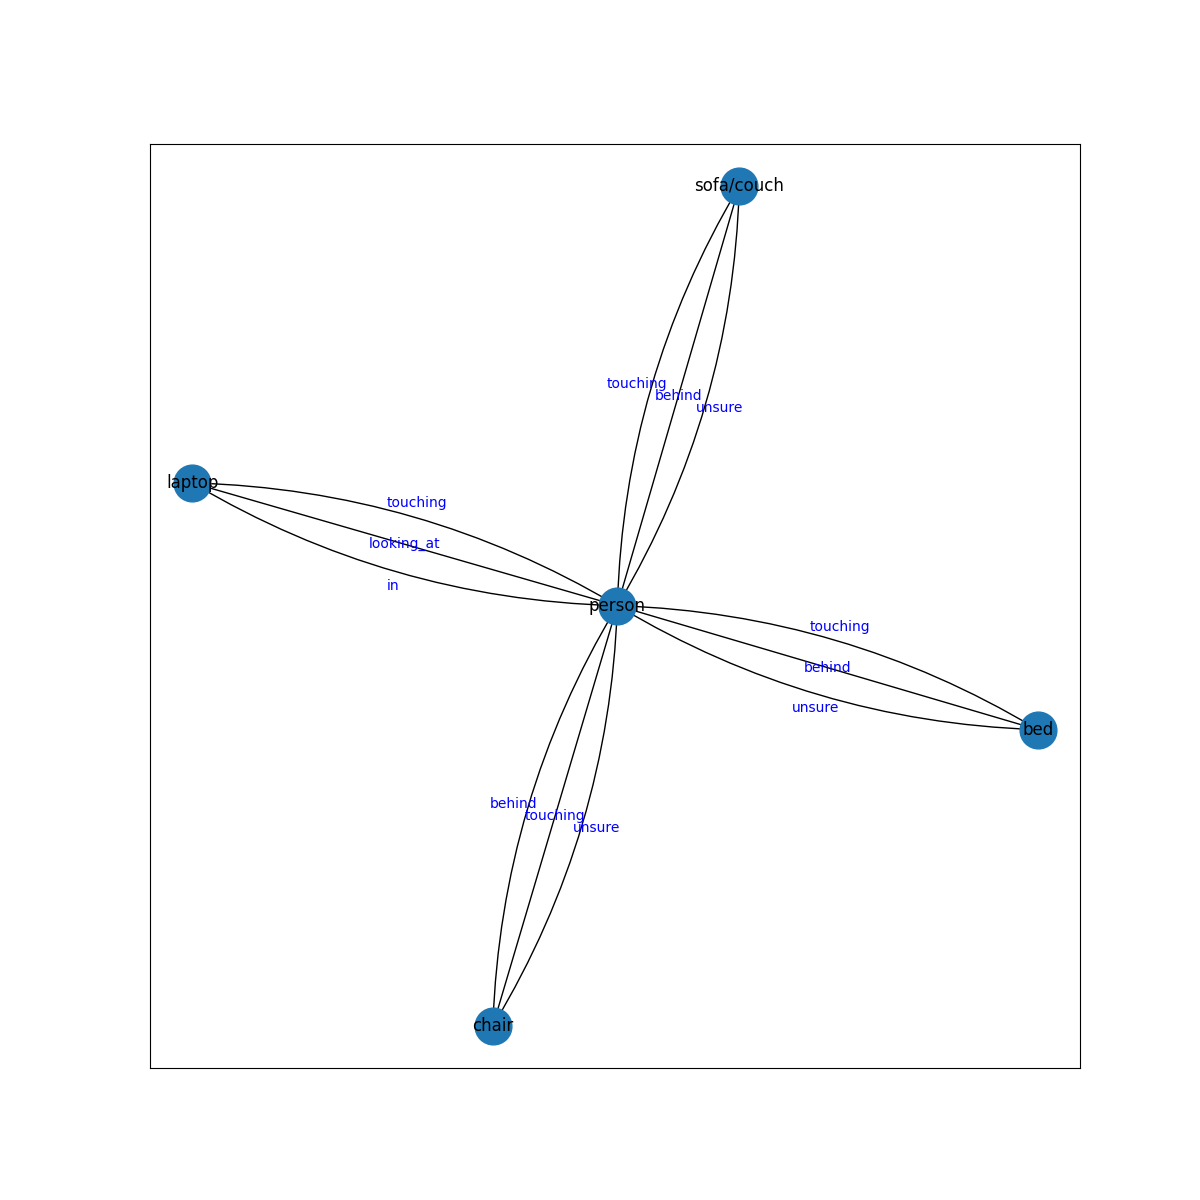 sofa/couch
touching
behind
unsure
laptop
touching
looking_at
in
person
touching
behind
unsure
bed
behind
touching
unsure
chair